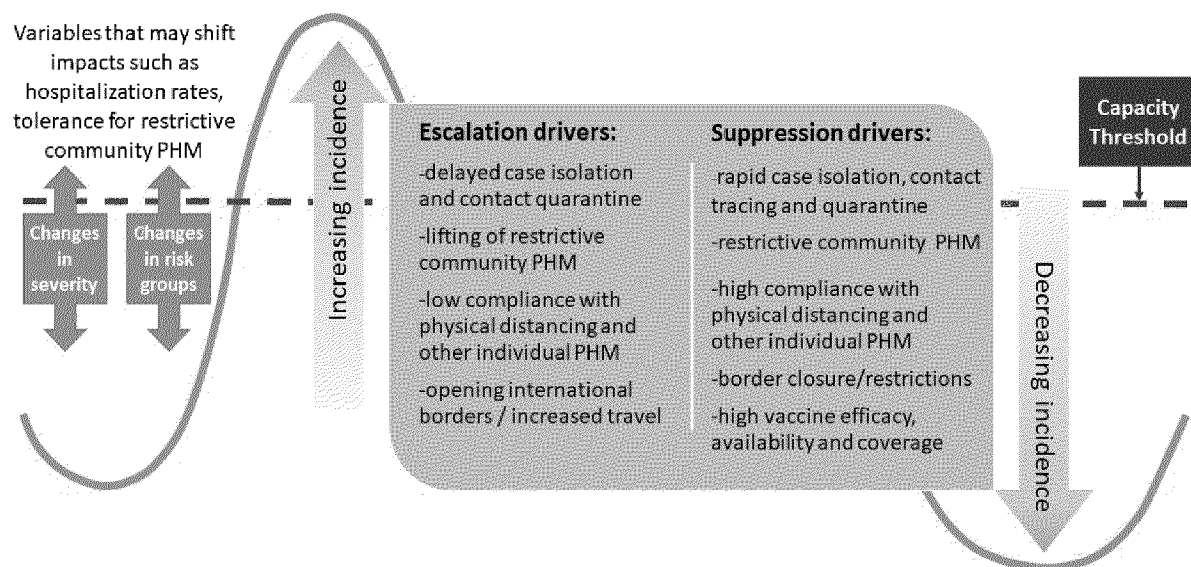 Variables that may shift
impacts such as
hospitalization rates,
tolerance for restrictive
community PHM
Changes
in
severity
Changes
in risk
groups
Increasing incidence
Escalation drivers:
-delayed case isolation
and contact quarantine
-lifting of restrictive
community PHM
-low compliance with
physical distancing and
other individual PHM
-opening international
borders / increased travel
Suppression drivers:
-rapid case isolation, contact
tracing and quarantine
-restrictive community PHM
-high compliance with
physical distancing and
other individual PHM
-border closure/restrictions
-high vaccine efficacy,
availability and coverage
Capacity
Threshold
Decreasing incidence